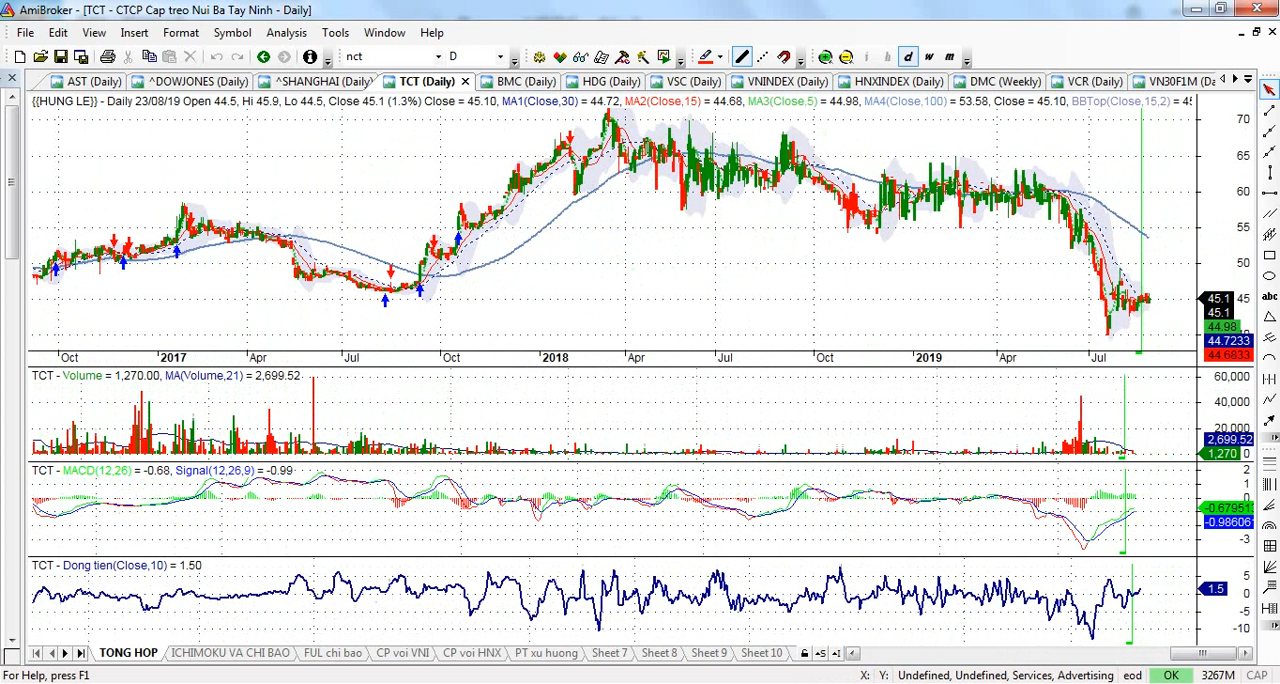 AmiBroker - [TCT - CTCP Cap treo Nui Ba Tay Ninh - Daily]
File Edit View Insert Format Symbol Analysis Tools Window Help
nct D i h d w m
AST (Daily) ^DOWJONES (Daily) ^SHANGHAI (Daily) TCT (Daily) BMC (Daily) HDG (Daily) VSC (Daily) VNINDEX (Daily) HNXINDEX (Daily) DMC (Weekly) VCR (Daily) VN30F1M (Da
{{HUNG LE}} - Daily 23/08/19 Open 44.5, Hi 45.9, Lo 44.5, Close 45.1 (1.3%) Close = 45.10, MA1(Close,30) = 44.72, MA2(Close,15) = 44.68, MA3(Close,5) = 44.98, MA4(Close,100) = 53.58, Close = 45.10, BBTop(Close,15,2) = 45
70
65
60
55
50
45
45.1
45.1
44.98
44.7233
44.6833
Oct 2017 Apr Jul Oct 2018 Apr Jul Oct 2019 Apr Jul
TCT - Volume = 1,270.00, MA(Volume,21) = 2,699.52
60,000
40,000
20,000
2,699.52
1,270 0
TCT - MACD(12,26) = -0.68, Signal(12,26,9) = -0.99
2
1
0
-0.67951
-0.98606
-3
TCT - Dong tien(Close,10) = 1.50
5
1.5 0
-5
-10
TONG HOP ICHIMOKU VA CHI BAO FUL chi bao CP voi VNI CP voi HNX PT xu huong Sheet 7 Sheet 8 Sheet 9 Sheet 10
abc
For Help, press F1 X: Y: Undefined, Undefined, Services, Advertising eod OK 3267M CAP